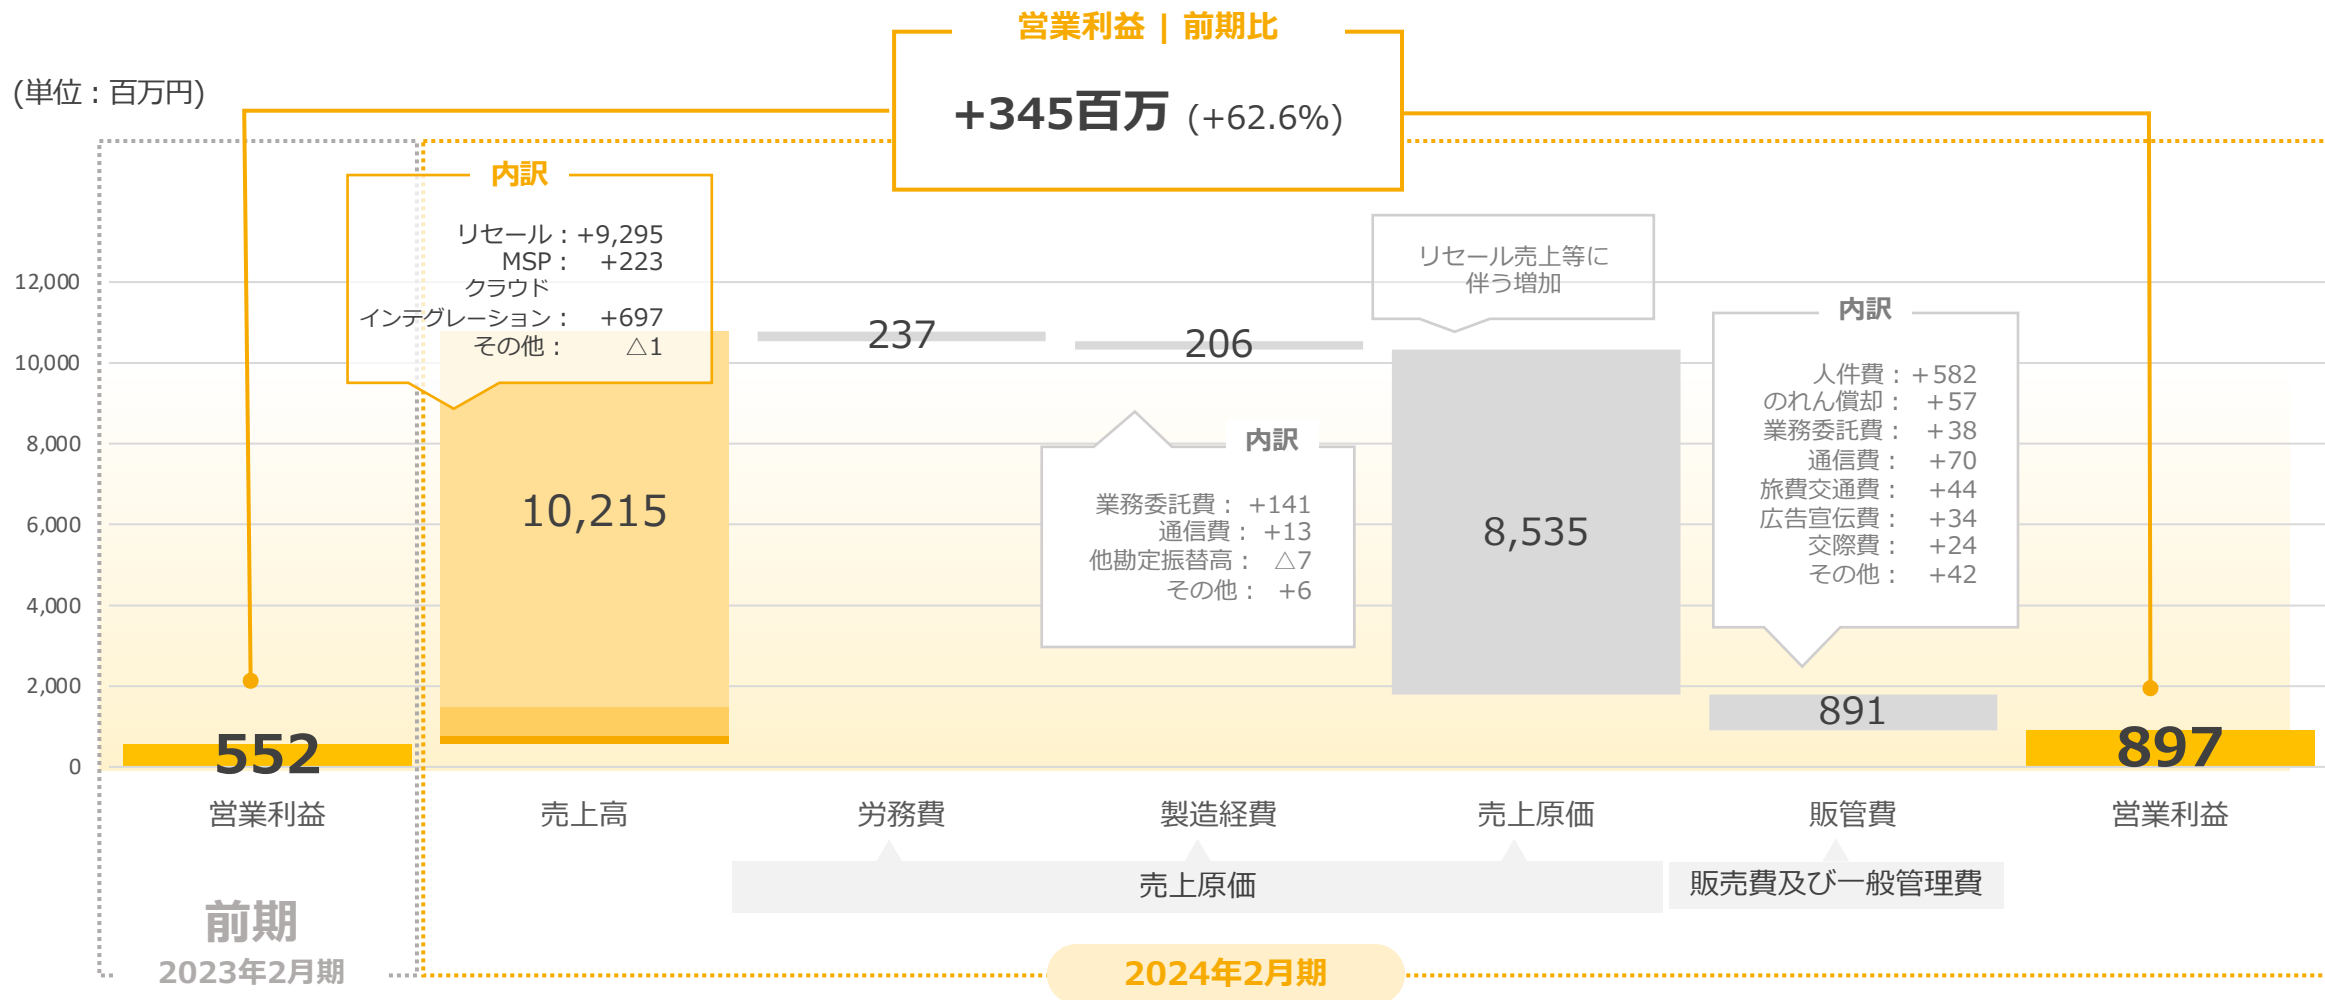 営業利益 | 前期比
+345百万 (+62.6%)
(単位：百万円)
内訳
リセール：+9,295
MSP： +223
クラウド
インテグレーション： +697
その他： △1
リセール売上等に
伴う増加
内訳
人件費：+582
のれん償却： +57
業務委託費： +38
通信費： +70
旅費交通費： +44
広告宣伝費： +34
交際費： +24
その他： +42
内訳
業務委託費： +141
通信費： +13
他勘定振替高： △7
その他： +6
12,000
10,000
8,000
6,000
4,000
2,000
0
552
10,215
237
206
8,535
891
897
営業利益
売上高
労務費
製造経費
売上原価
販管費
営業利益
売上原価
販売費及び一般管理費
前期
2023年2月期
2024年2月期